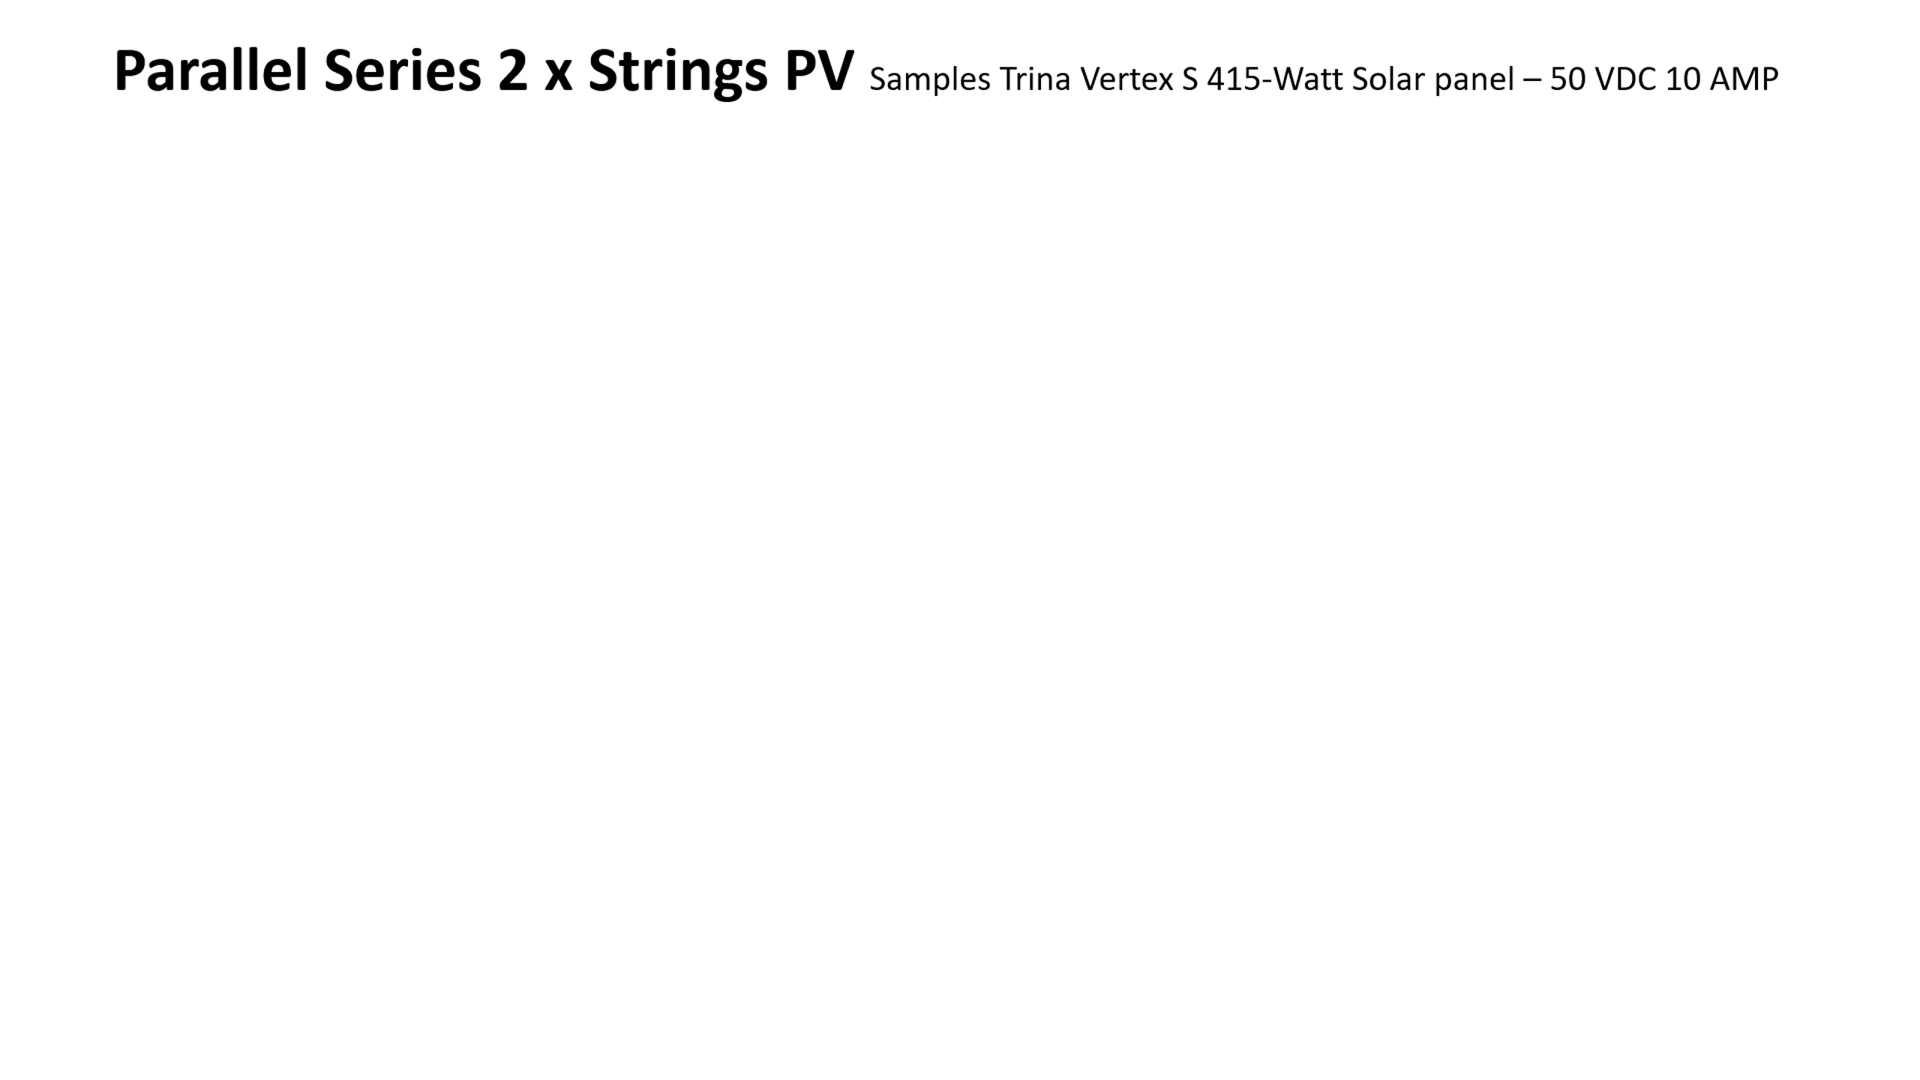 Parallel Series 2 x Strings PV Samples Trina Vertex S 415-Watt Solar panel – 50 VDC 10 AMP